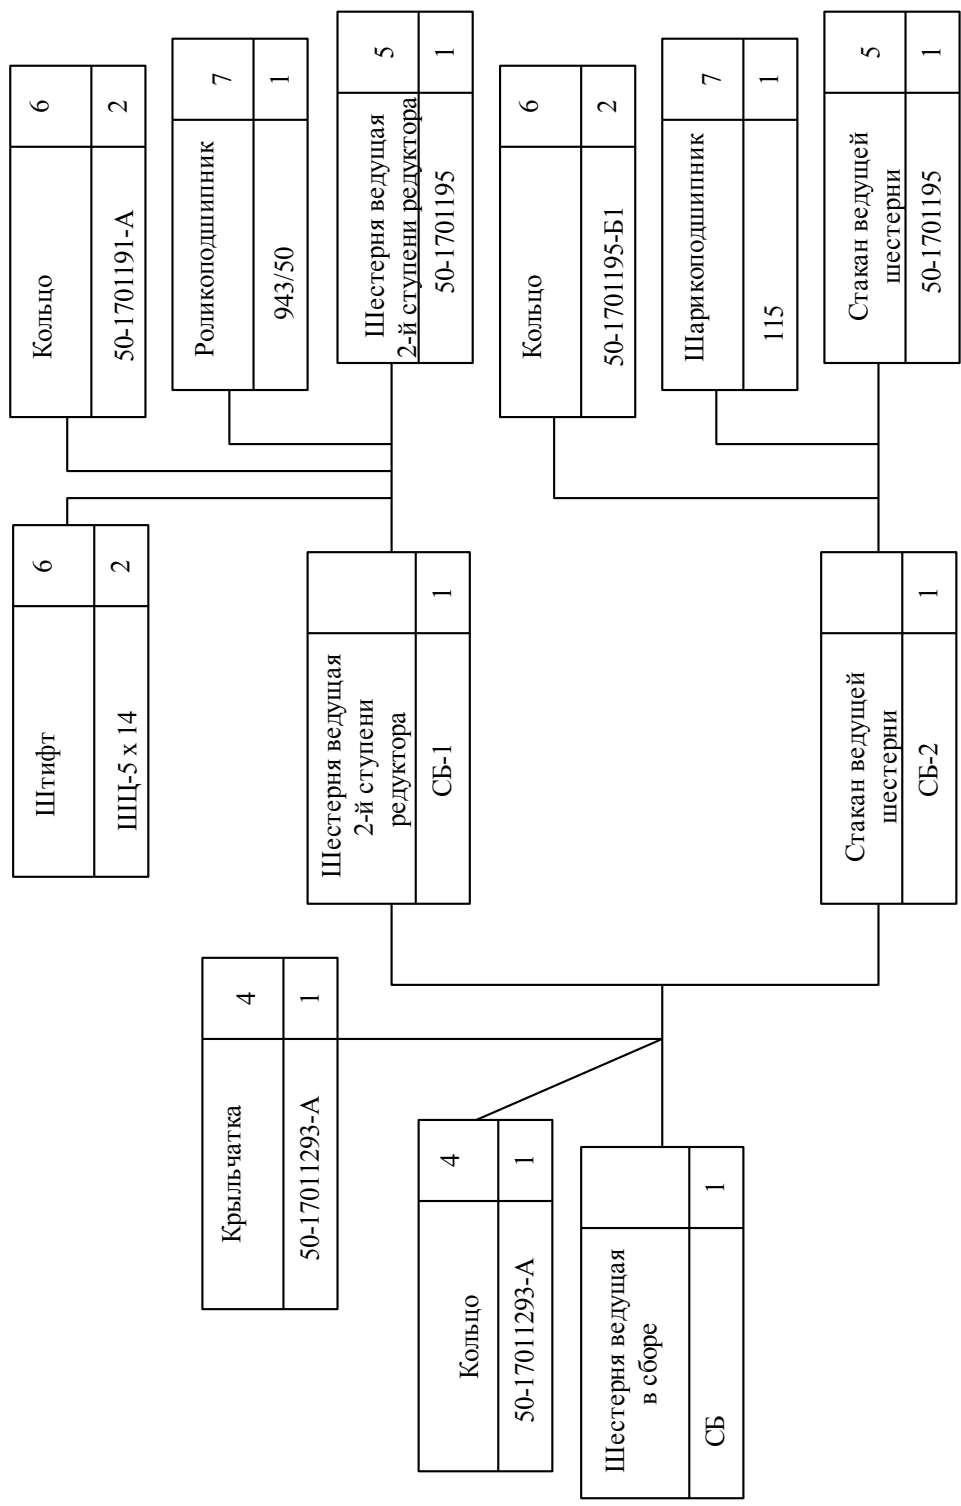 Кольцо
6
50-1701191-А
2
Роликоподшипник
7
943/50
1
Шестерня ведущая
2-й ступени редуктора
5
50-1701195
1
Кольцо
6
50-1701195-Б1
2
Шарикоподшипник
7
115
1
Стакан ведущей
шестерни
5
50-1701195
1
Штифт
6
ШЦ-5 х 14
2
Шестерня ведущая
2-й ступени
редуктора
СБ-1
1
Стакан ведущей
шестерни
СБ-2
1
Крыльчатка
4
50-17011293-А
1
Кольцо
4
50-17011293-А
1
Шестерня ведущая
в сборе
СБ
1